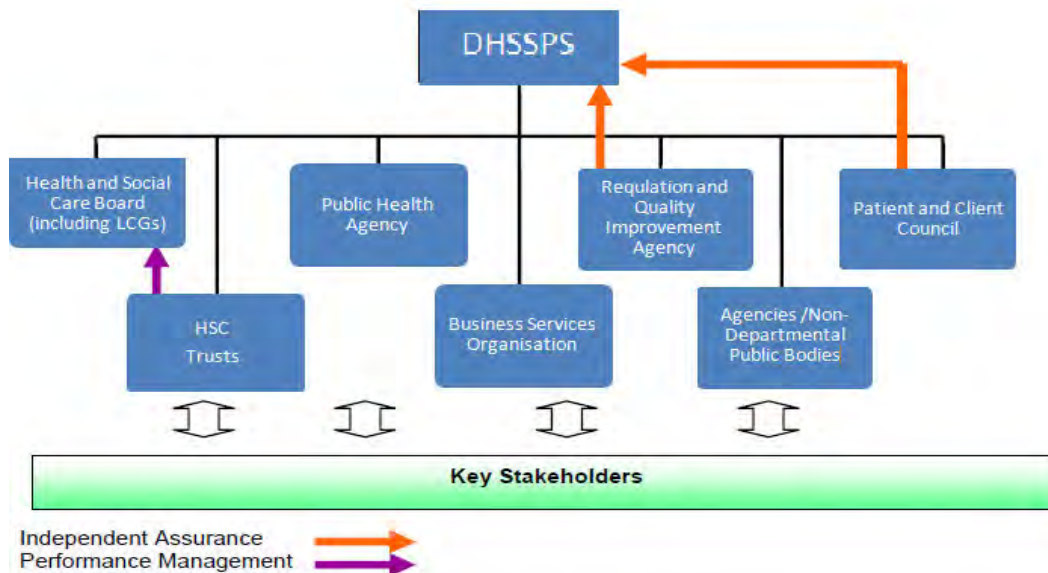 DHSSPS
Health and Social
Care Board
(including LCGs)
Public Health
Agency
Requlation and
Quality
Improvement
Agency
Patient and Client
Council
HSC
Trusts
Business Services
Organisation
Agencies /Non-
Departmental
Public Bodies
Key Stakeholders
Independent Assurance
Performance Management